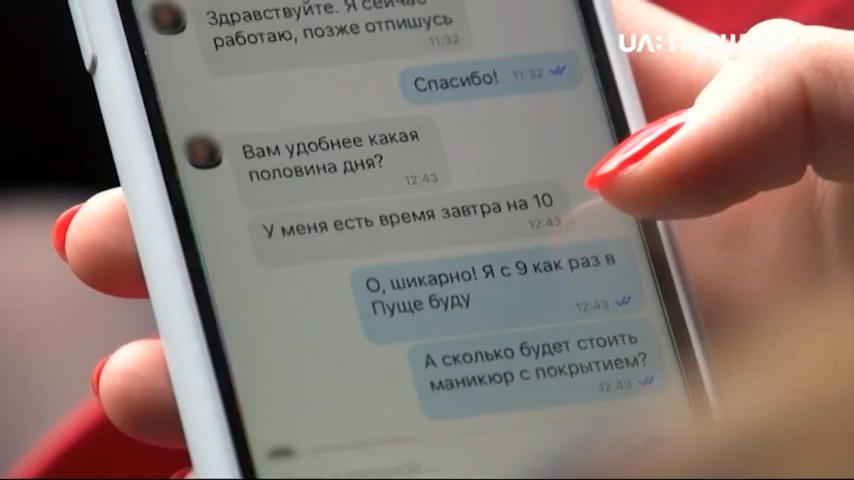 Здравствуйте. Я сейчас
работаю, позже отпишусь
11:32
Спасибо! 11:32
Вам удобнее какая
половина дня?
12:43
У меня есть время завтра на 10
12:43
О, шикарно! Я с 9 как раз в
Пуще буду
12:43
А сколько будет стоить
маникюр с покрытием?
12:43
UA: